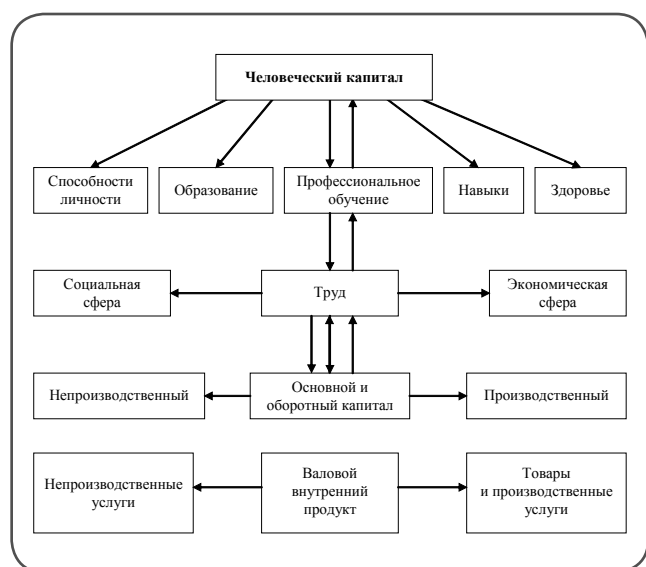 Человеческий капитал
Способности
личности
Образование
Профессиональное
обучение
Навыки
Здоровье
Социальная
сфера
Труд
Экономическая
сфера
Непроизводственный
Основной и
оборотный капитал
Производственный
Непроизводственные
услуги
Валовой
внутренний
продукт
Товары
и производственные
услуги